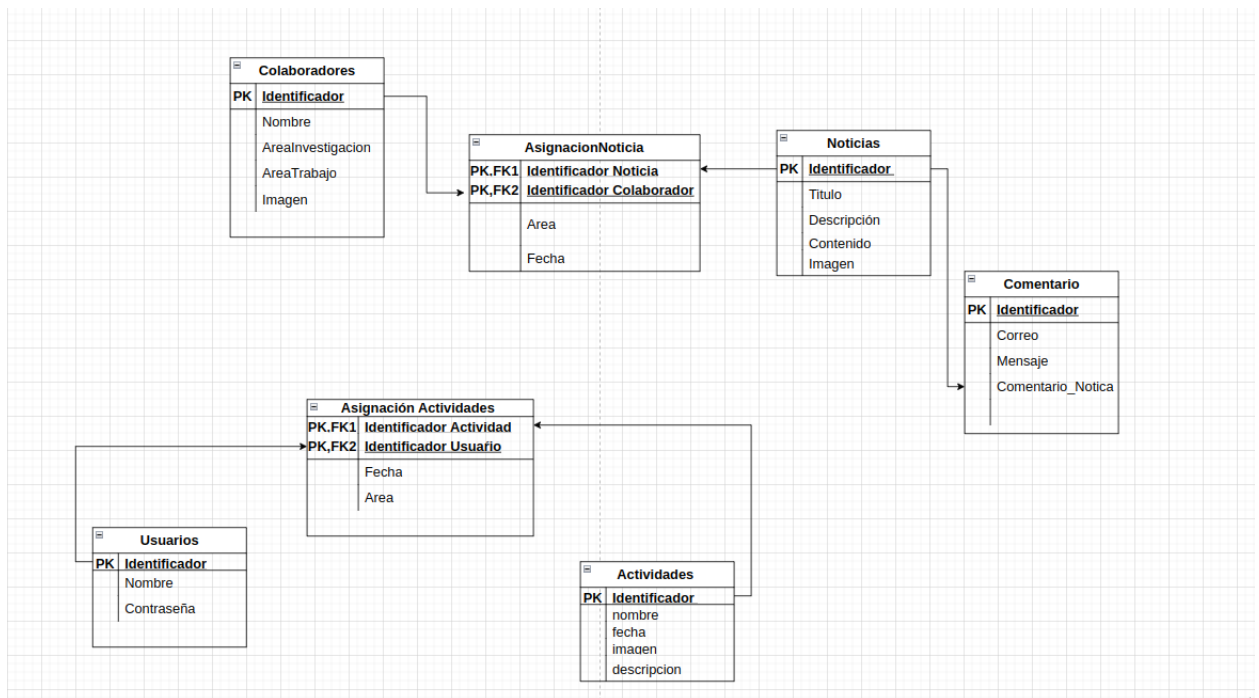 Colaboradores
PK Identificador
Nombre
AreaInvestigacion
AreaTrabajo
Imagen
AsignacionNoticia
PK.FK1 Identificador Noticia
PK,FK2 Identificador Colaborador
Area
Fecha
Noticias
PK Identificador
Titulo
Descripción
Contenido
Imagen
Comentario
PK Identificador
Correo
Mensaje
Comentario_Notica
Asignación Actividades
PK.FK1 Identificador Actividad
PK,FK2 Identificador Usuario
Fecha
Area
Usuarios
PK Identificador
Nombre
Contraseña
Actividades
PK Identificador
nombre
fecha
imagen
descripcion